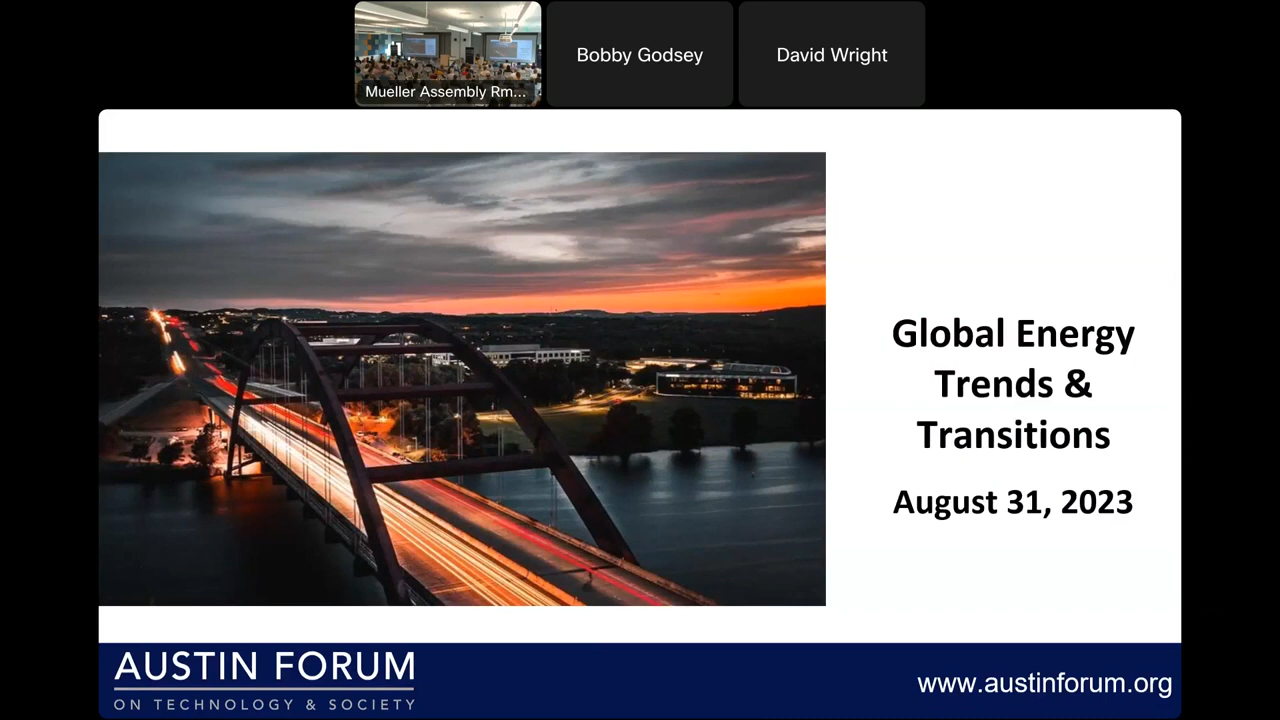 Mueller Assembly Rm...
Bobby Godsey
David Wright
Global Energy
Trends &
Transitions
August 31, 2023
AUSTIN FORUM
ON TECHNOLOGY & SOCIETY
www.austinforum.org